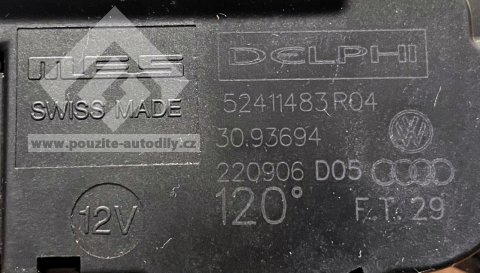 MPS
DELPHI
SWISS MADE
52411483 R04
30.93694
www.pouzite-autodily.cz
220906 D05
12V
120°
F.T. 29